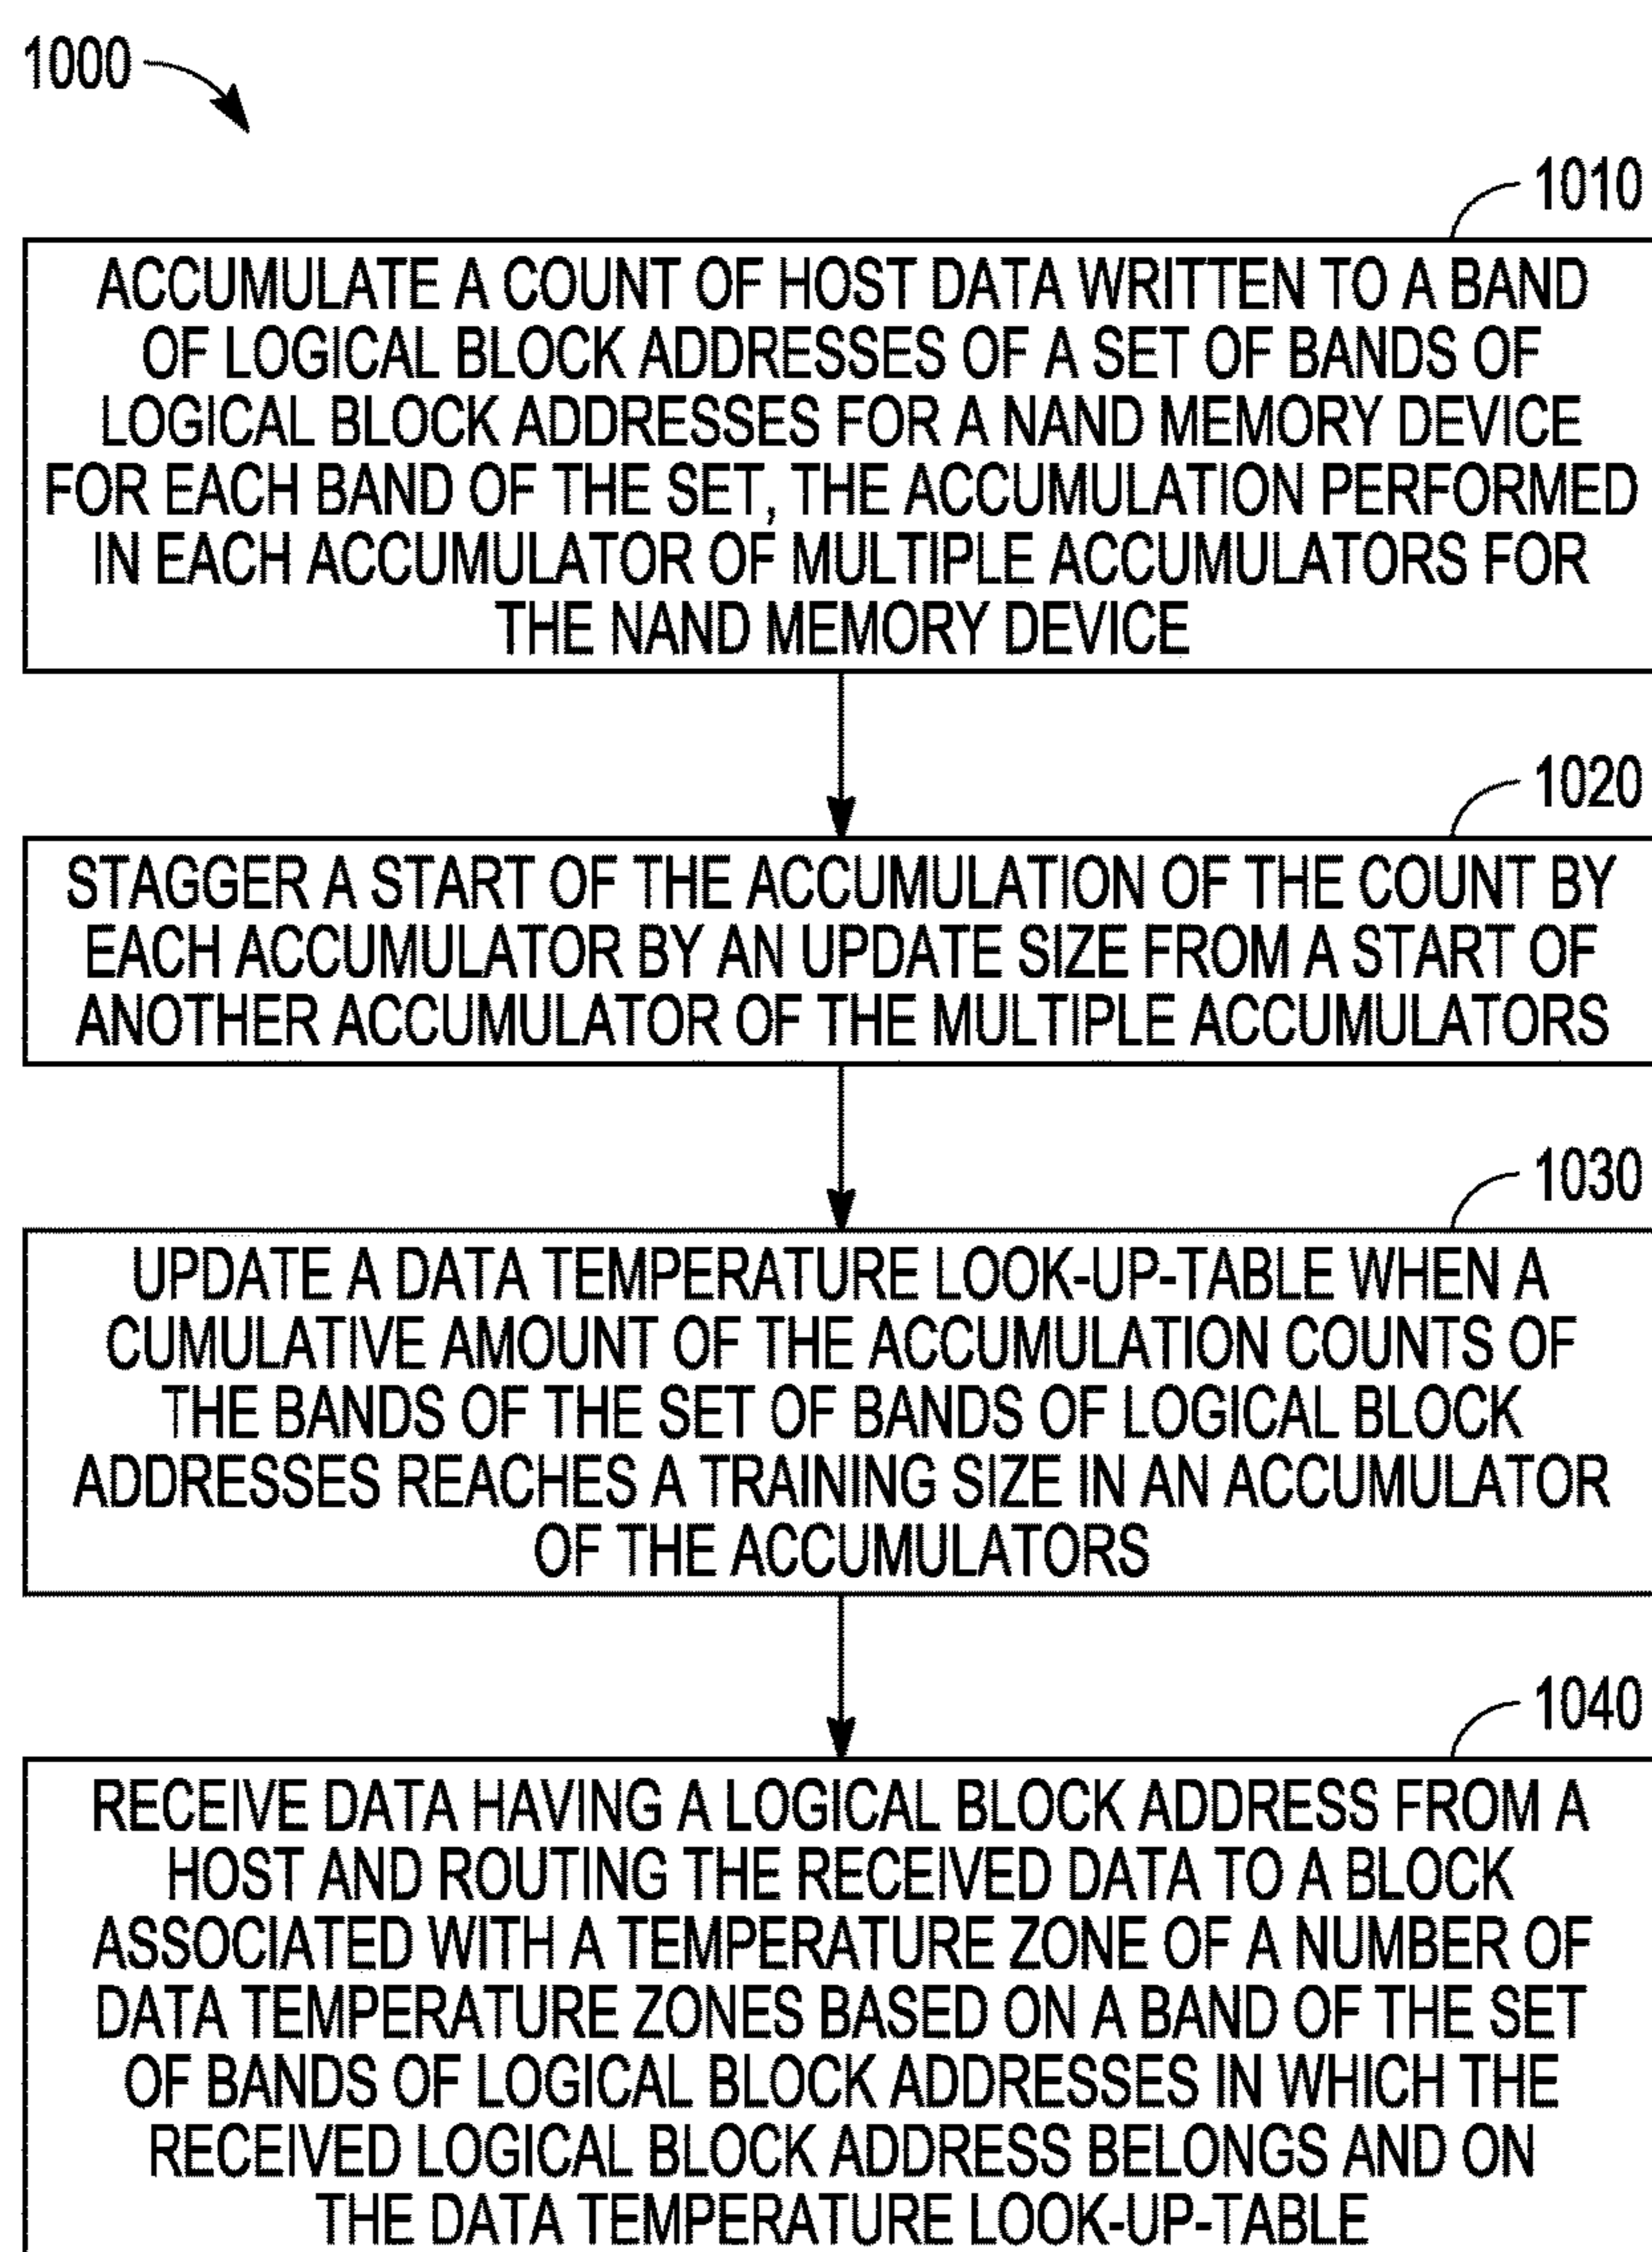 1000
1010
ACCUMULATE A COUNT OF HOST DATA WRITTEN TO A BAND
OF LOGICAL BLOCK ADDRESSES OF A SET OF BANDS OF
LOGICAL BLOCK ADDRESSES FOR A NAND MEMORY DEVICE
FOR EACH BAND OF THE SET, THE ACCUMULATION PERFORMED
IN EACH ACCUMULATOR OF MULTIPLE ACCUMULATORS FOR
THE NAND MEMORY DEVICE
1020
STAGGER A START OF THE ACCUMULATION OF THE COUNT BY
EACH ACCUMULATOR BY AN UPDATE SIZE FROM A START OF
ANOTHER ACCUMULATOR OF THE MULTIPLE ACCUMULATORS
1030
UPDATE A DATA TEMPERATURE LOOK-UP-TABLE WHEN A
CUMULATIVE AMOUNT OF THE ACCUMULATION COUNTS OF
THE BANDS OF THE SET OF BANDS OF LOGICAL BLOCK
ADDRESSES REACHES A TRAINING SIZE IN AN ACCUMULATOR
OF THE ACCUMULATORS
1040
RECEIVE DATA HAVING A LOGICAL BLOCK ADDRESS FROM A
HOST AND ROUTING THE RECEIVED DATA TO A BLOCK
ASSOCIATED WITH A TEMPERATURE ZONE OF A NUMBER OF
DATA TEMPERATURE ZONES BASED ON A BAND OF THE SET
OF BANDS OF LOGICAL BLOCK ADDRESSES IN WHICH THE
RECEIVED LOGICAL BLOCK ADDRESS BELONGS AND ON
THE DATA TEMPERATURE LOOK-UP-TABLE